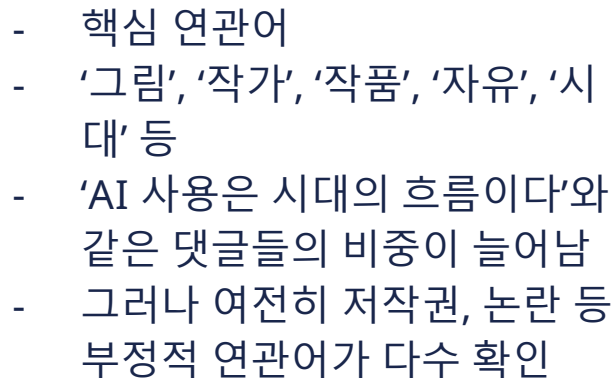 - 핵심 연관어
- ‘그림’, ‘작가’, ‘작품’, ‘자유’, ‘시
대’ 등
- ‘AI 사용은 시대의 흐름이다’와
같은 댓글들의 비중이 늘어남
- 그러나 여전히 저작권, 논란 등
부정적 연관어가 다수 확인